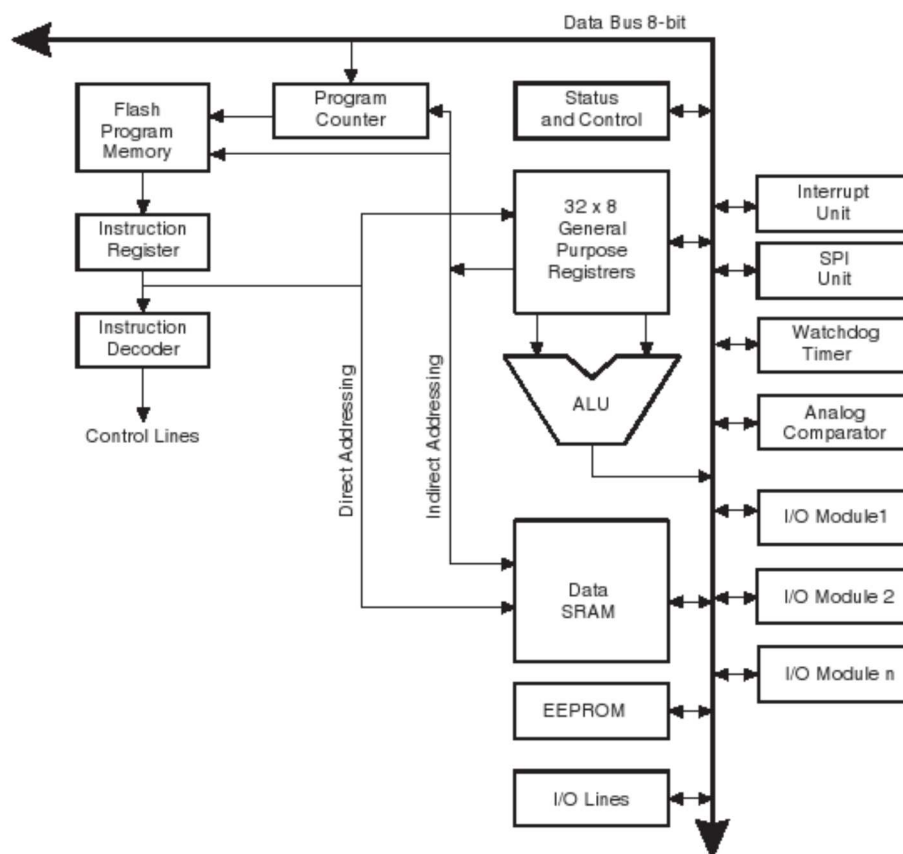 Data Bus 8-bit
Flash
Program
Memory
Program
Counter
Status
and Control
Interrupt
Unit
32 x 8
General
Purpose
Registrers
Instruction
Register
SPI
Unit
Instruction
Decoder
Watchdog
Timer
Control Lines
Direct Addressing
Indirect Addressing
ALU
Analog
Comparator
I/O Module1
Data
SRAM
I/O Module 2
I/O Module n
EEPROM
I/O Lines